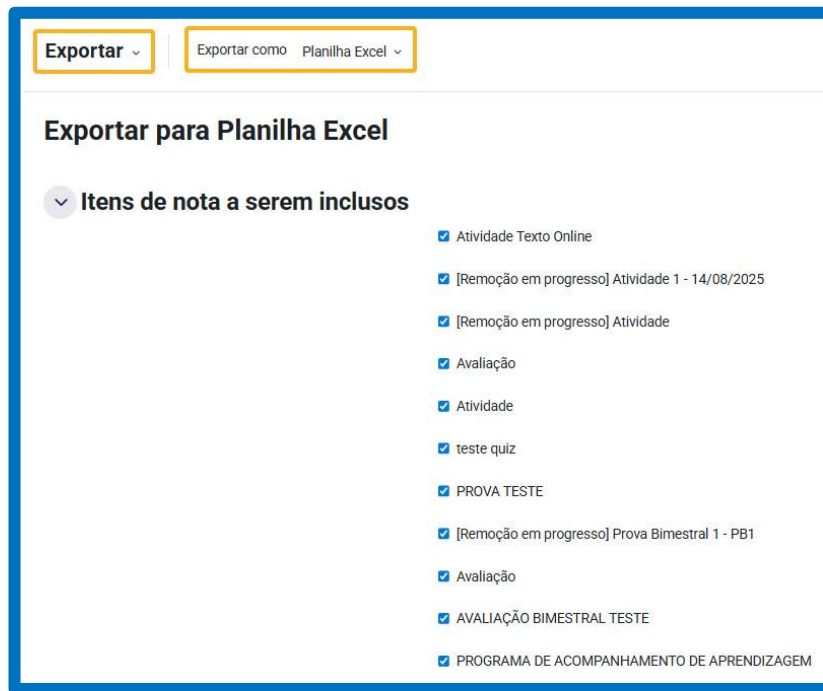 Exportar
Exportar como Planilha Excel
Exportar para Planilha Excel
Itens de nota a serem inclusos
Atividade Texto Online
[Remoção em progresso] Atividade 1 - 14/08/2025
[Remoção em progresso] Atividade
Avaliação
Atividade
teste quiz
PROVA TESTE
[Remoção em progresso] Prova Bimestral 1 - PB1
Avaliação
AVALIAÇÃO BIMESTRAL TESTE
PROGRAMA DE ACOMPANHAMENTO DE APRENDIZAGEM